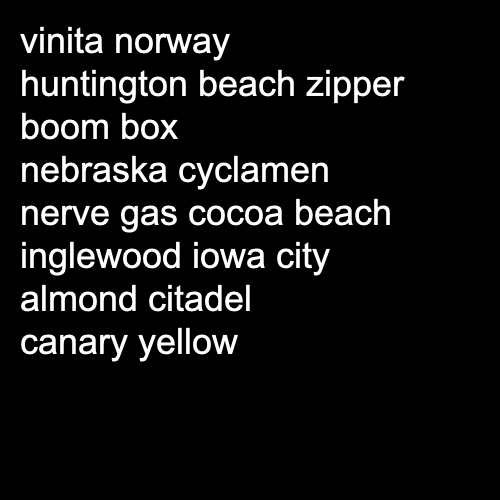 vinita norway
huntington beach zipper
boom box
nebraska cyclamen
nerve gas cocoa beach
inglewood iowa city
almond citadel
canary yellow